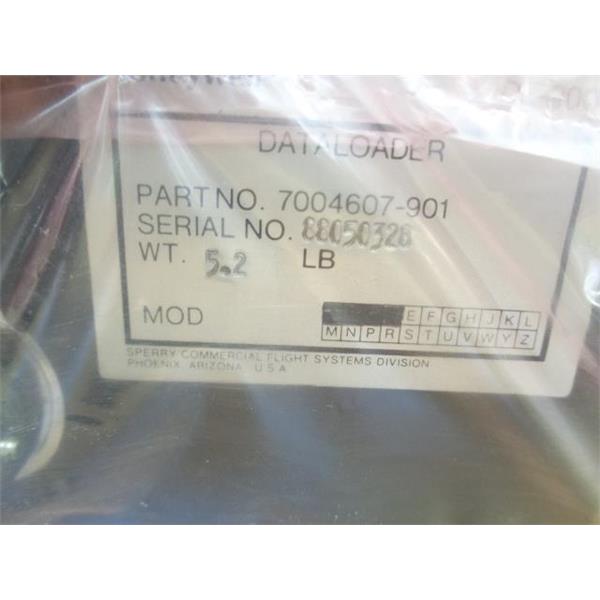 DATALOADER
PART NO. 7004607-901
SERIAL NO. 88050328
WT. 5.2 LB
MOD
E F G H J K L
M N P R S T U V W Y Z
SPERRY COMMERCIAL FLIGHT SYSTEMS DIVISION
PHOENIX ARIZONA U.S.A